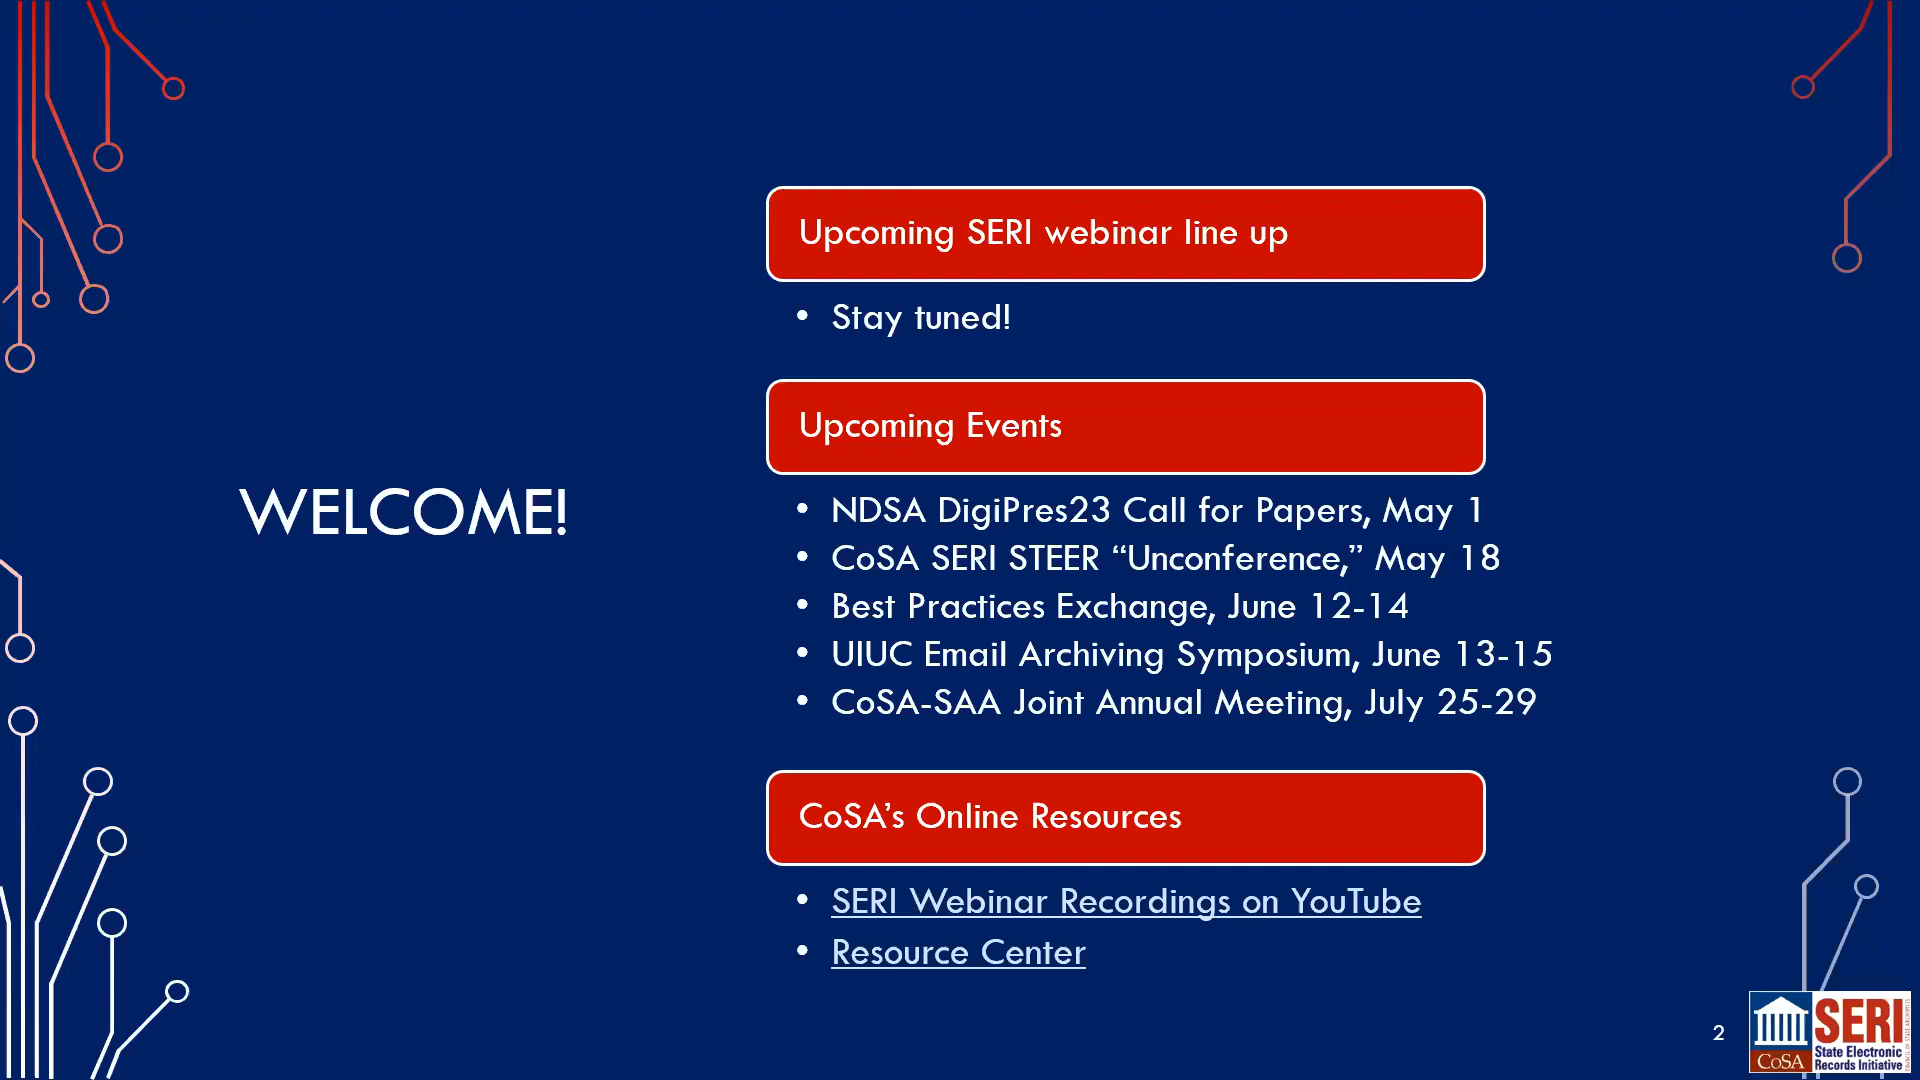 WELCOME!
Upcoming SERI webinar line up
• Stay tuned!
Upcoming Events
• NDSA DigiPres23 Call for Papers, May 1
• CoSA SERI STEER “Unconference,” May 18
• Best Practices Exchange, June 12-14
• UIUC Email Archiving Symposium, June 13-15
• CoSA-SAA Joint Annual Meeting, July 25-29
CoSA’s Online Resources
• SERI Webinar Recordings on YouTube
• Resource Center
2
CoSA
SERI
State Electronic
Records Initiative